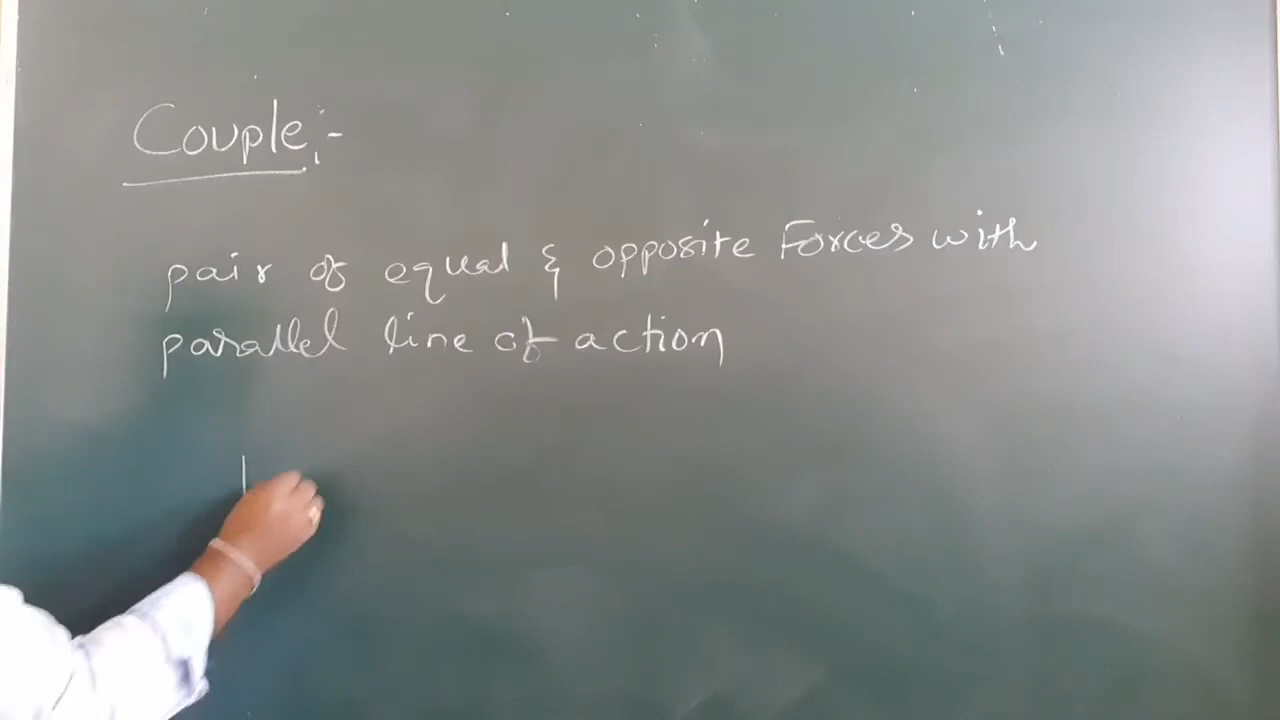 Couple:-
pair of equal & opposite Forces with
parallel line of action